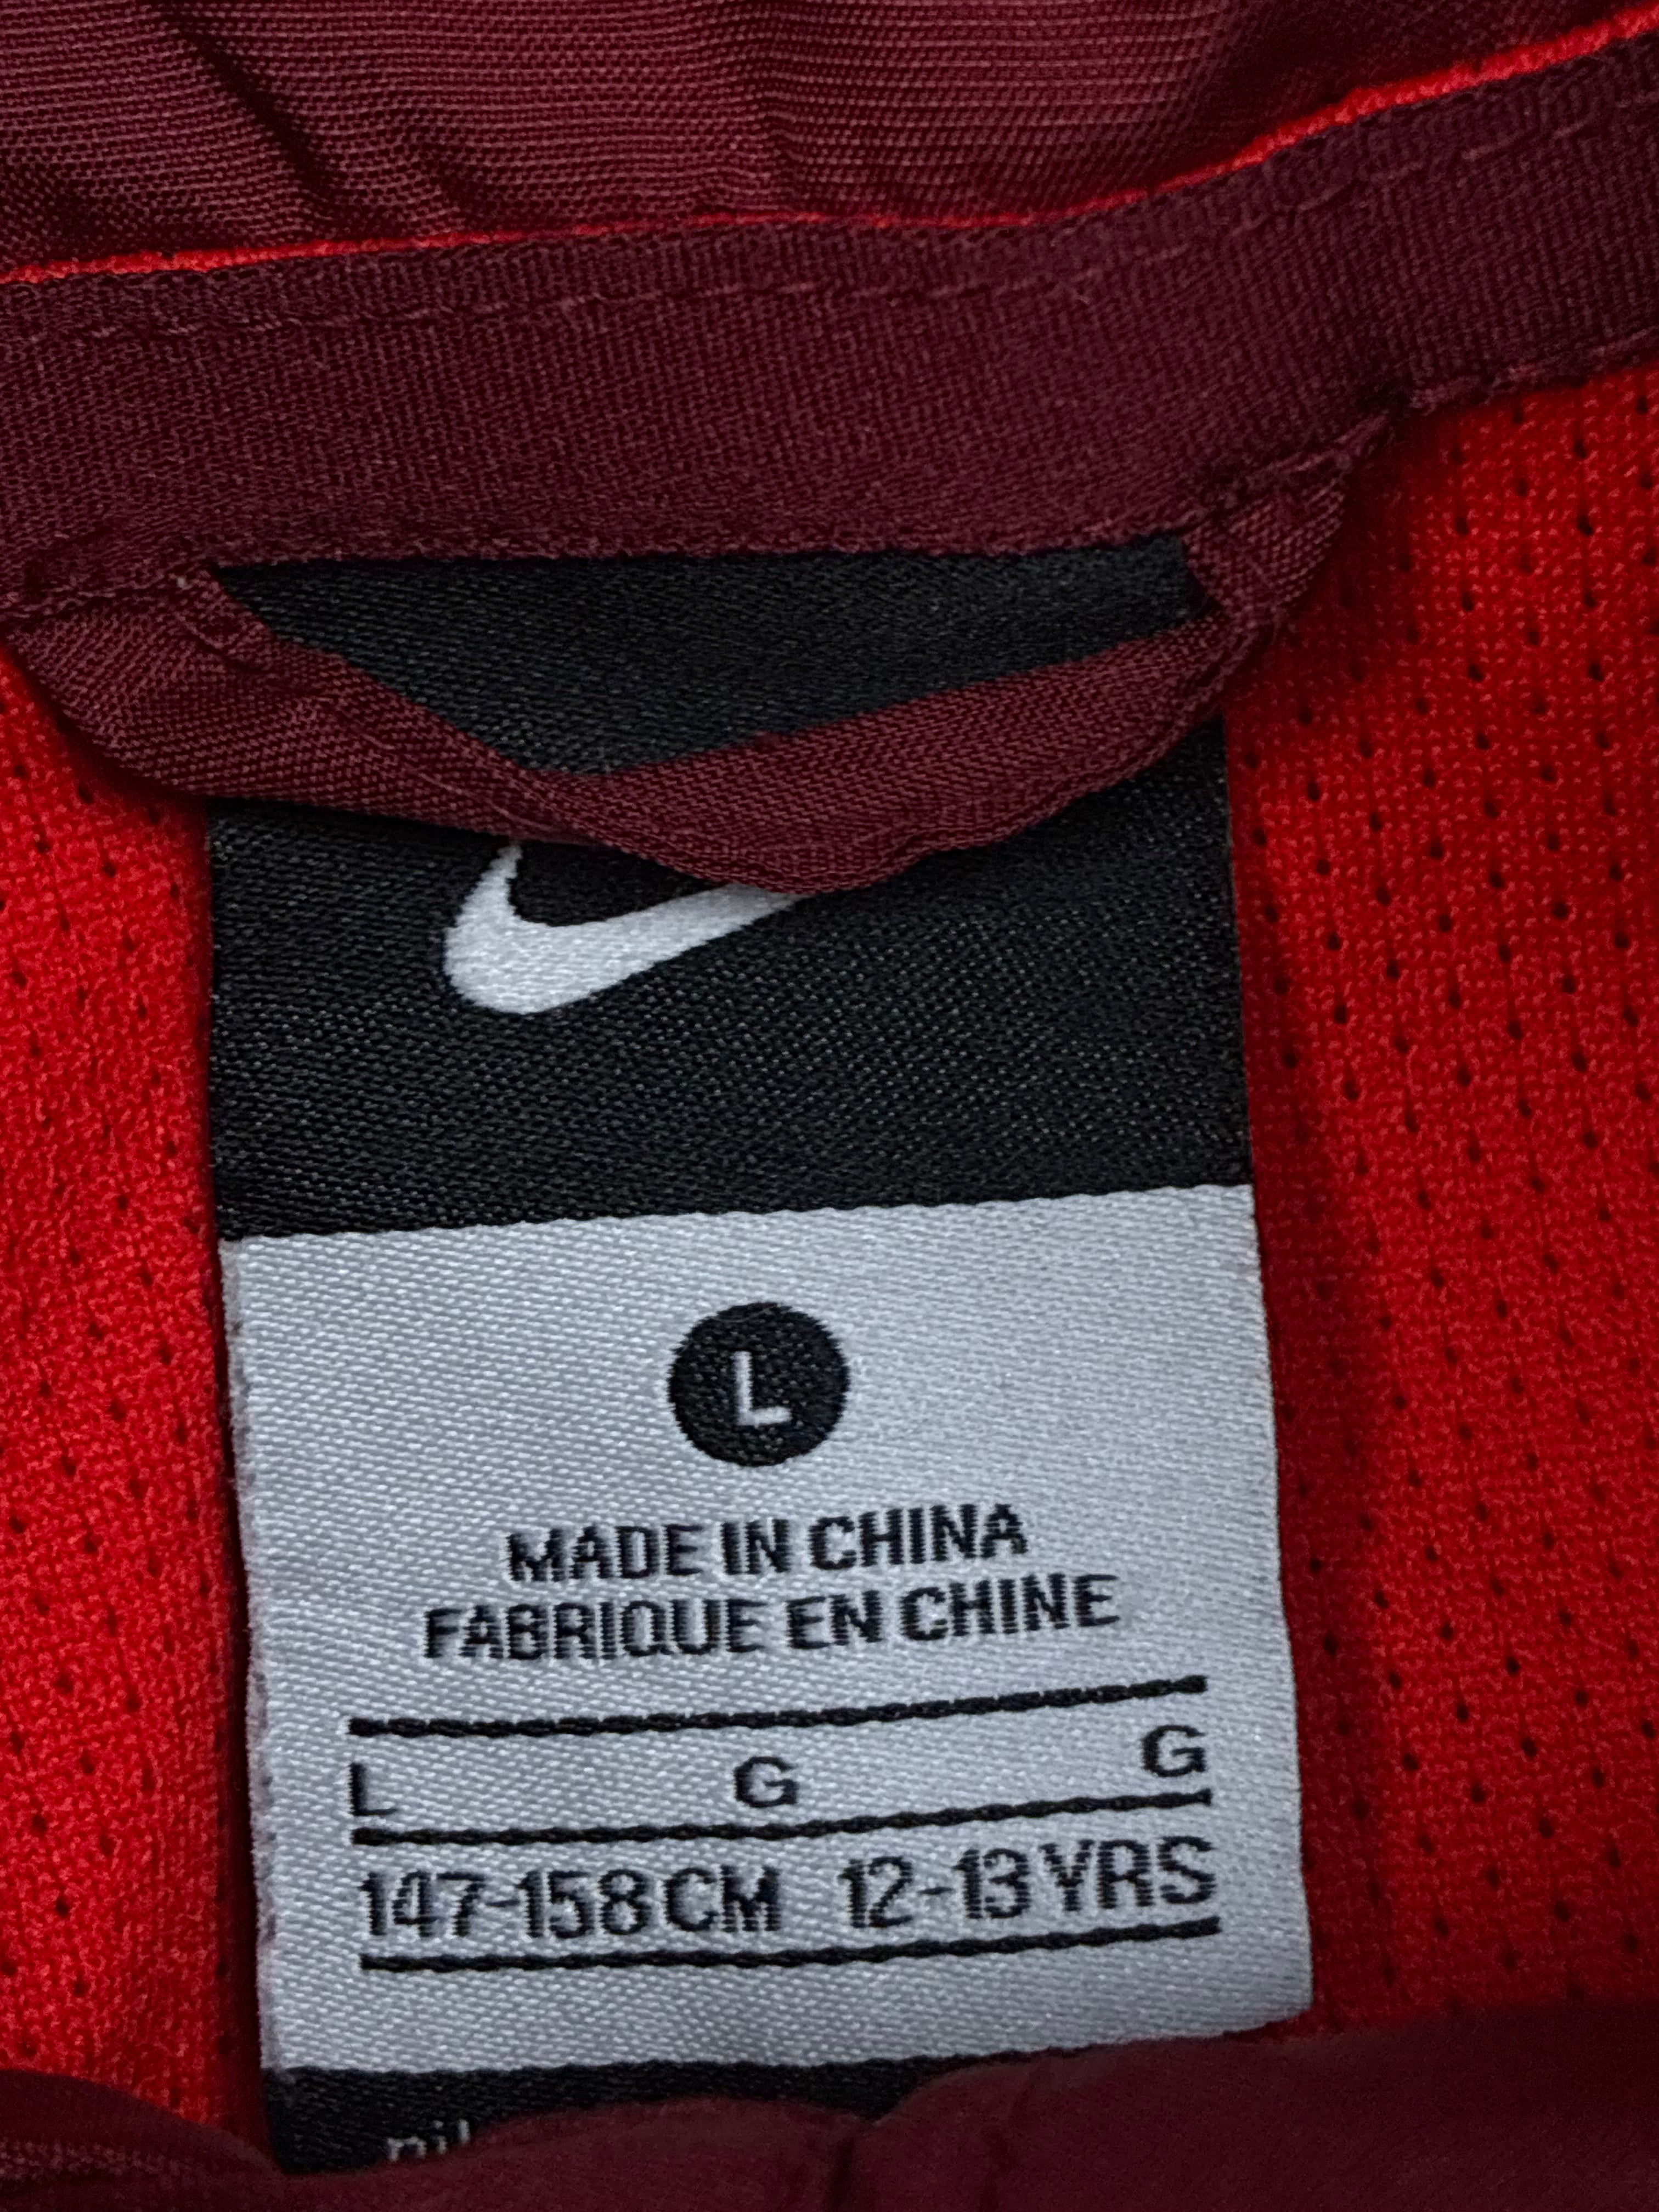 L
MADE IN CHINA
FABRIQUE EN CHINE
L G G
147-158CM 12-13YRS